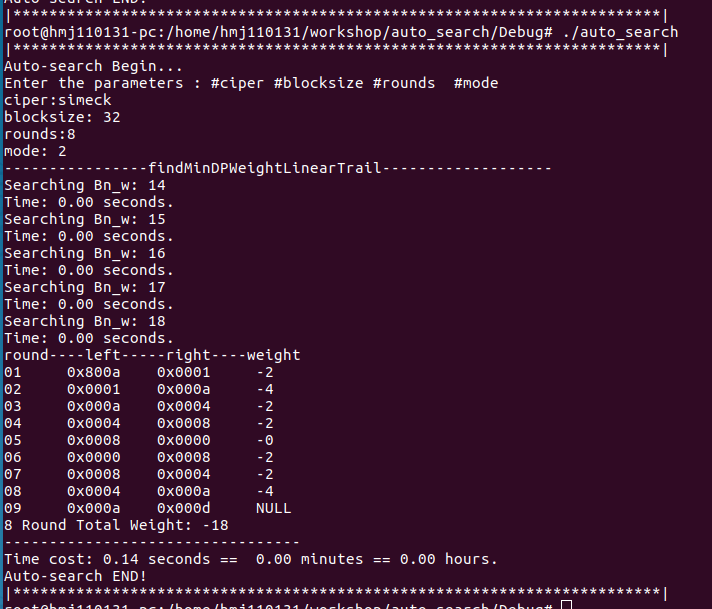 Auto-search END!
|************************************************************************|
root@hmj110131-pc:/home/hmj110131/workshop/auto_search/Debug# ./auto_search
|************************************************************************|
Auto-search Begin...
Enter the parameters : #ciper #blocksize #rounds  #mode
ciper:simeck
blocksize: 32
rounds:8
mode: 2
----------------findMinDPWeightLinearTrail-------------------
Searching Bn_w: 14
Time: 0.00 seconds.
Searching Bn_w: 15
Time: 0.00 seconds.
Searching Bn_w: 16
Time: 0.00 seconds.
Searching Bn_w: 17
Time: 0.00 seconds.
Searching Bn_w: 18
Time: 0.00 seconds.
round----left-----right----weight
01     0x800a    0x0001     -2
02     0x0001    0x000a     -4
03     0x000a    0x0004     -2
04     0x0004    0x0008     -2
05     0x0008    0x0000     -0
06     0x0000    0x0008     -2
07     0x0008    0x0004     -2
08     0x0004    0x000a     -4
09     0x000a    0x000d     NULL
8 Round Total Weight: -18
---------------------------------
Time cost: 0.14 seconds ==  0.00 minutes == 0.00 hours.
Auto-search END!
|************************************************************************|
root@hmj110131-pc:/home/hmj110131/workshop/auto_search/Debug#